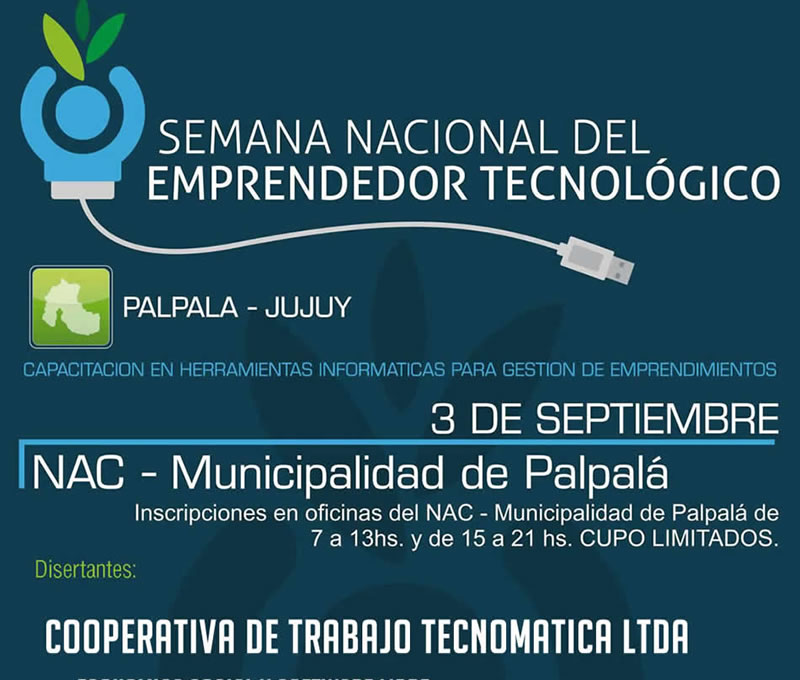 SEMANA NACIONAL DEL
EMPRENDEDOR TECNOLÓGICO
PALPALA - JUJUY
CAPACITACION EN HERRAMIENTAS INFORMATICAS PARA GESTION DE EMPRENDIMIENTOS
3 DE SEPTIEMBRE
NAC - Municipalidad de Palpalá
Inscripciones en oficinas del NAC - Municipalidad de Palpalá de
7 a 13hs. y de 15 a 21 hs. CUPO LIMITADOS.
Disertantes:
COOPERATIVA DE TRABAJO TECNOMATICA LTDA